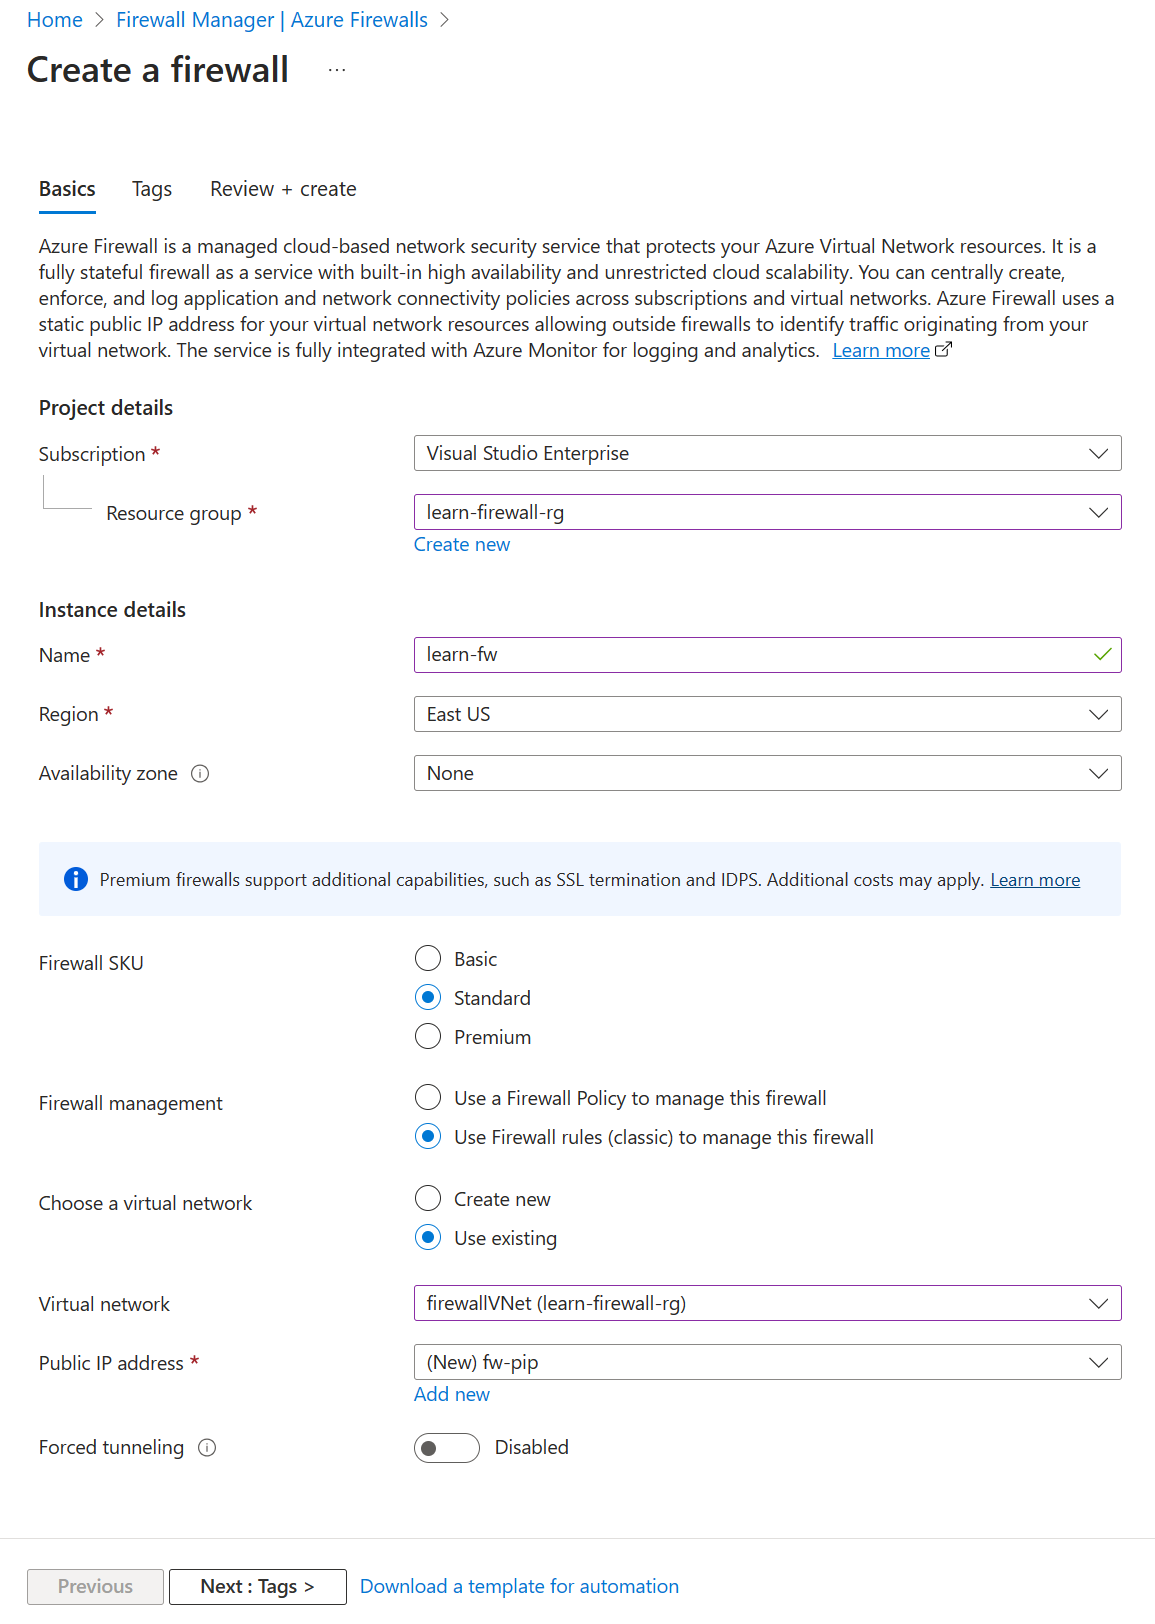 Home > Firewall Manager | Azure Firewalls >
Create a firewall ...
Basics Tags Review + create
Azure Firewall is a managed cloud-based network security service that protects your Azure Virtual Network resources. It is a
fully stateful firewall as a service with built-in high availability and unrestricted cloud scalability. You can centrally create,
enforce, and log application and network connectivity policies across subscriptions and virtual networks. Azure Firewall uses a
static public IP address for your virtual network resources allowing outside firewalls to identify traffic originating from your
virtual network. The service is fully integrated with Azure Monitor for logging and analytics. Learn more
Project details
Subscription * Visual Studio Enterprise
Resource group * learn-firewall-rg
Create new
Instance details
Name * learn-fw
Region * East US
Availability zone None
Premium firewalls support additional capabilities, such as SSL termination and IDPS. Additional costs may apply. Learn more
Firewall SKU Basic
Standard
Premium
Firewall management Use a Firewall Policy to manage this firewall
Use Firewall rules (classic) to manage this firewall
Choose a virtual network Create new
Use existing
Virtual network firewallVNet (learn-firewall-rg)
Public IP address * (New) fw-pip
Add new
Forced tunneling Disabled
Previous Next : Tags > Download a template for automation